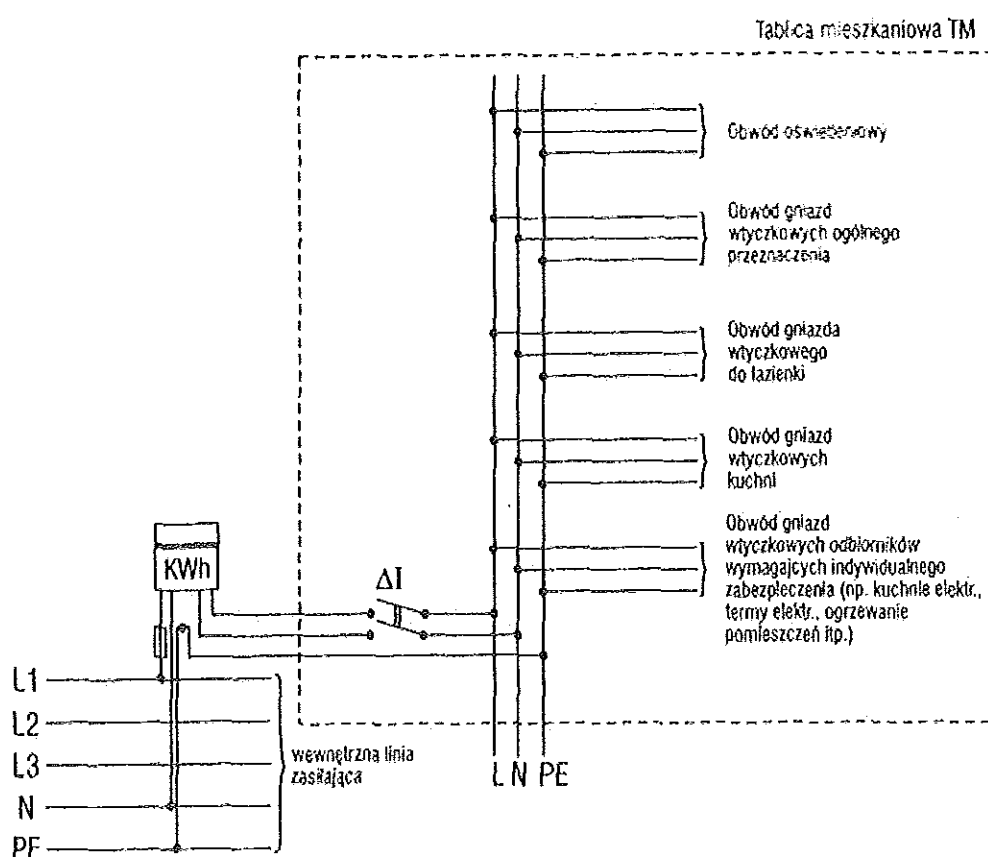 Tablica mieszkaniowa TM
Obwód oświetleniowy
Obwód gniazd
wtyczkowych ogólnego
przeznaczenia
Obwód gniazda
wtyczkowego
do łazienki
Obwód gniazd
wtyczkowych
kuchni
Obwód gniazd
wtyczkowych odbiorników
wymagajcych indywidualnego
zabezpieczenia (np. kuchnie elektr.,
termy elektr., ogrzewanie
pomieszczeń itp.)
KWh
ΔI
L1
L2
L3
N
PE
wewnętrzna linia
zasilająca
L N PE